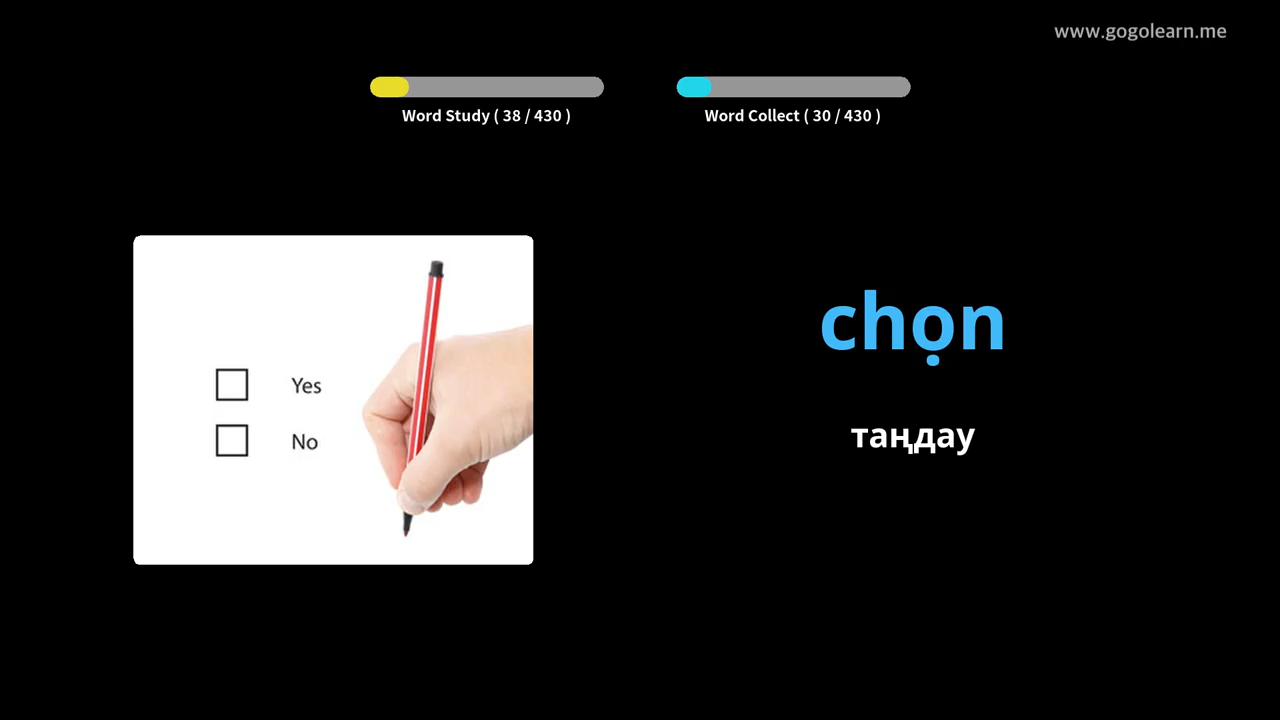 www.gogolearn.me
Word Study ( 38 / 430 )
Word Collect ( 30 / 430 )
Yes
No
chọn
таңдау